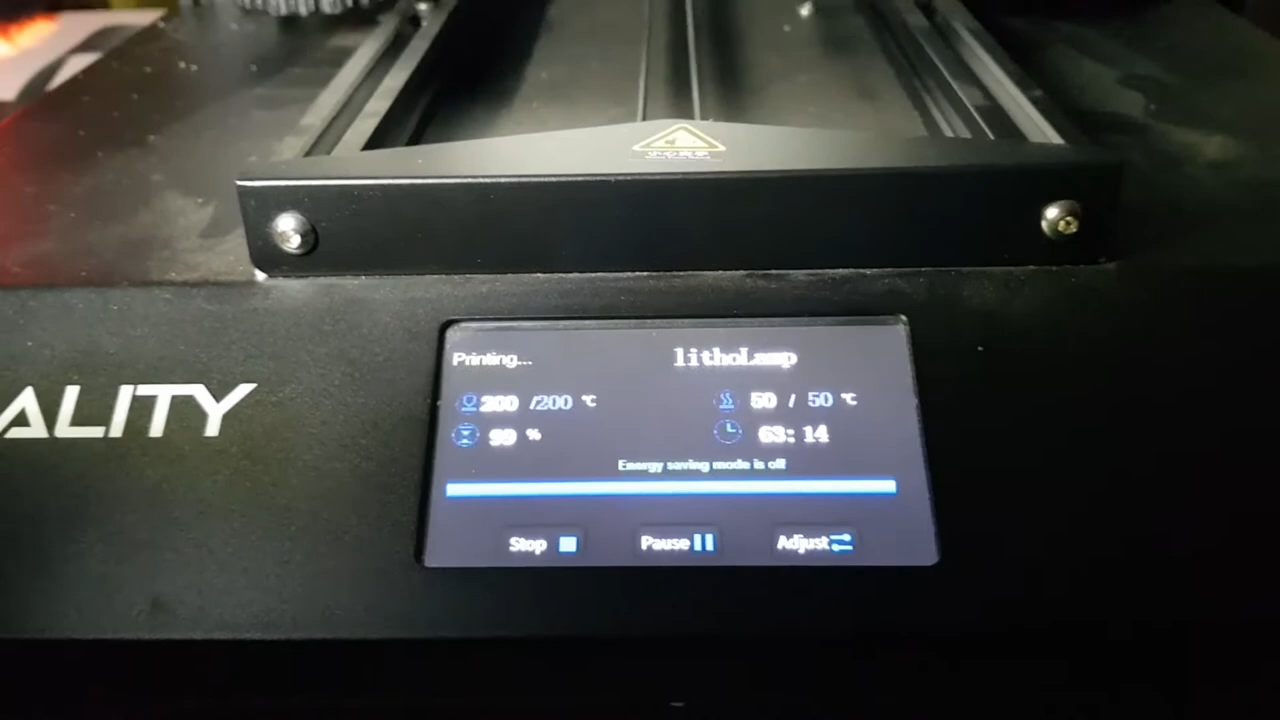 ALITY
Printing... lithoLamp
200 /200 ℃ 50 / 50 ℃
99 % 63: 14
Energy saving mode is off
Stop Pause Adjust